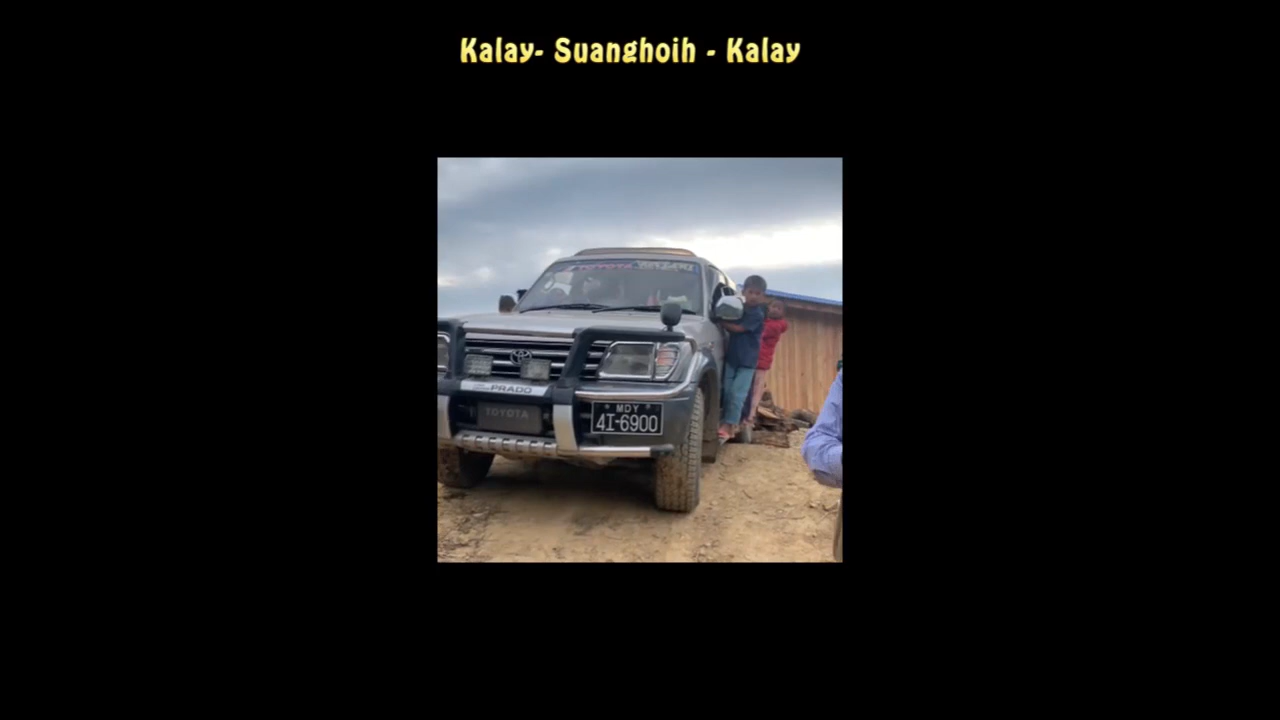 Kalay- Suanghoih - Kalay
TOYOTA
PRADO
TOYOTA
MDY
4I-6900